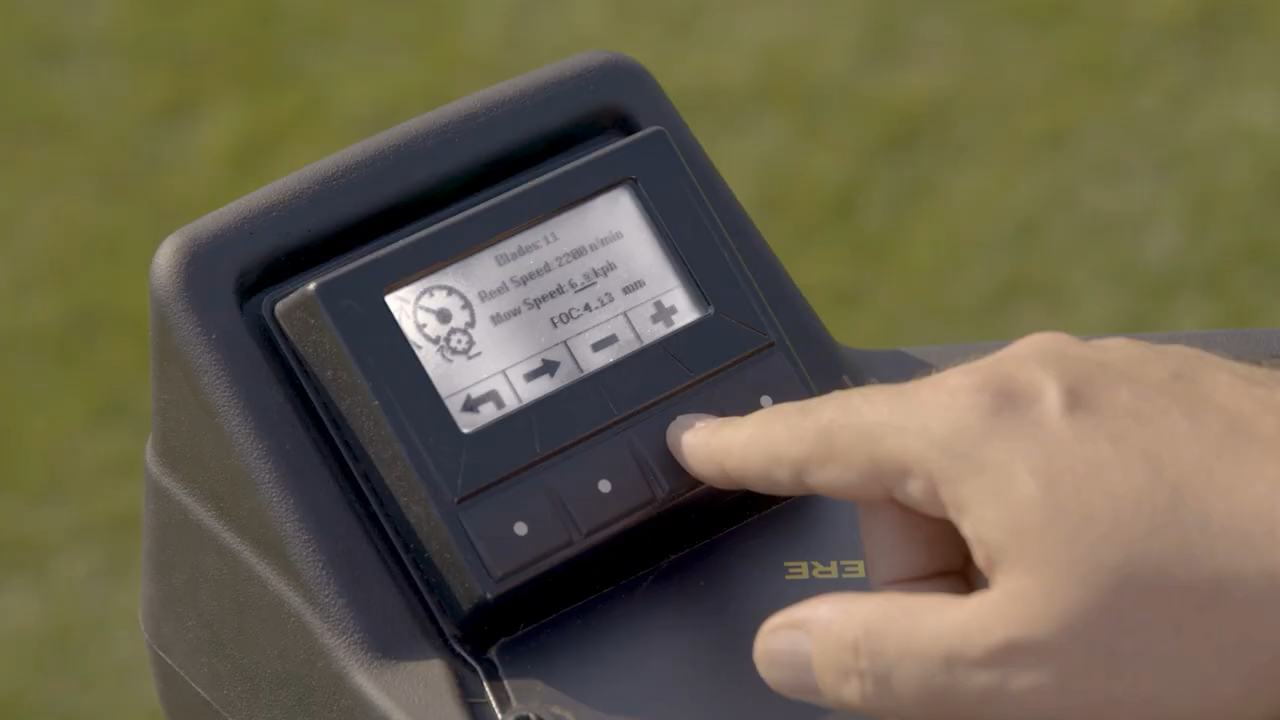 Blades: 11
Reel Speed: 2200 n/min
Mow Speed: 6.8 kph
FOC: 4.13 mm
ERE